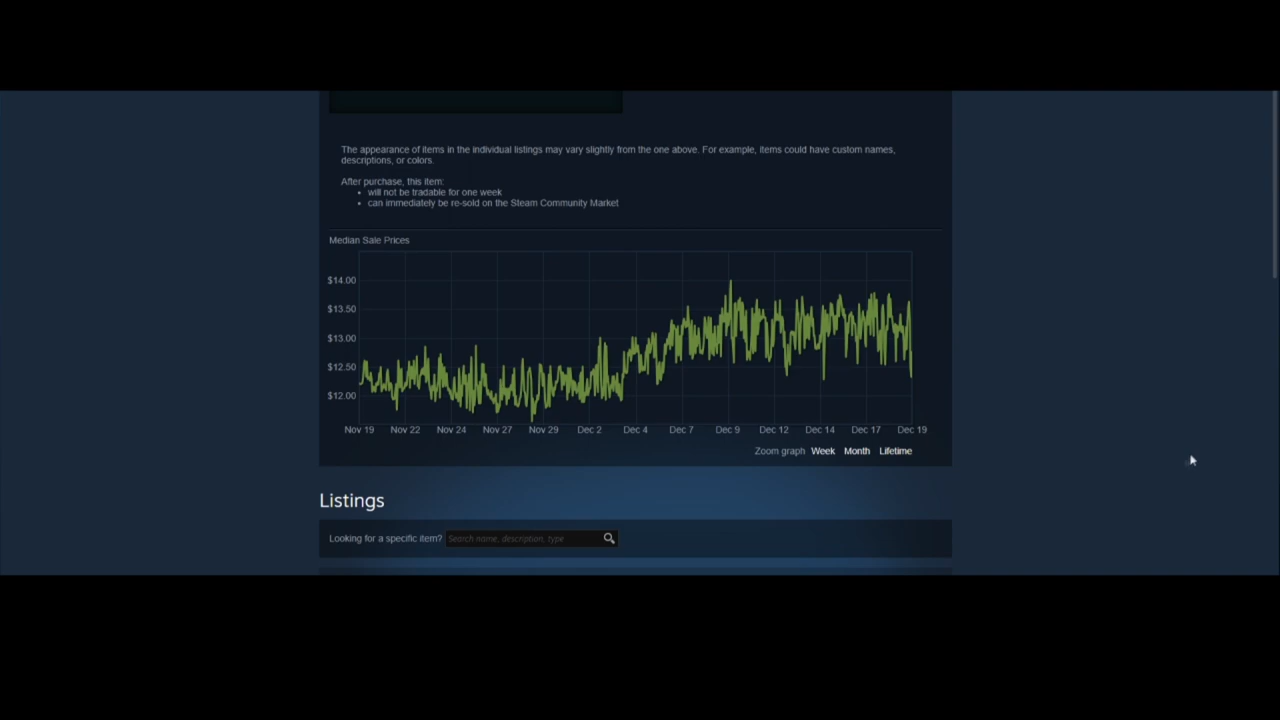 The appearance of items in the individual listings may vary slightly from the one above. For example, items could have custom names,
descriptions, or colors.
After purchase, this item:
• will not be tradable for one week
• can immediately be re-sold on the Steam Community Market
Median Sale Prices
$14.00
$13.50
$13.00
$12.50
$12.00
Nov 19 Nov 22 Nov 24 Nov 27 Nov 29 Dec 2 Dec 4 Dec 7 Dec 9 Dec 12 Dec 14 Dec 17 Dec 19
Zoom graph Week Month Lifetime
Listings
Looking for a specific item? Search name, description, type